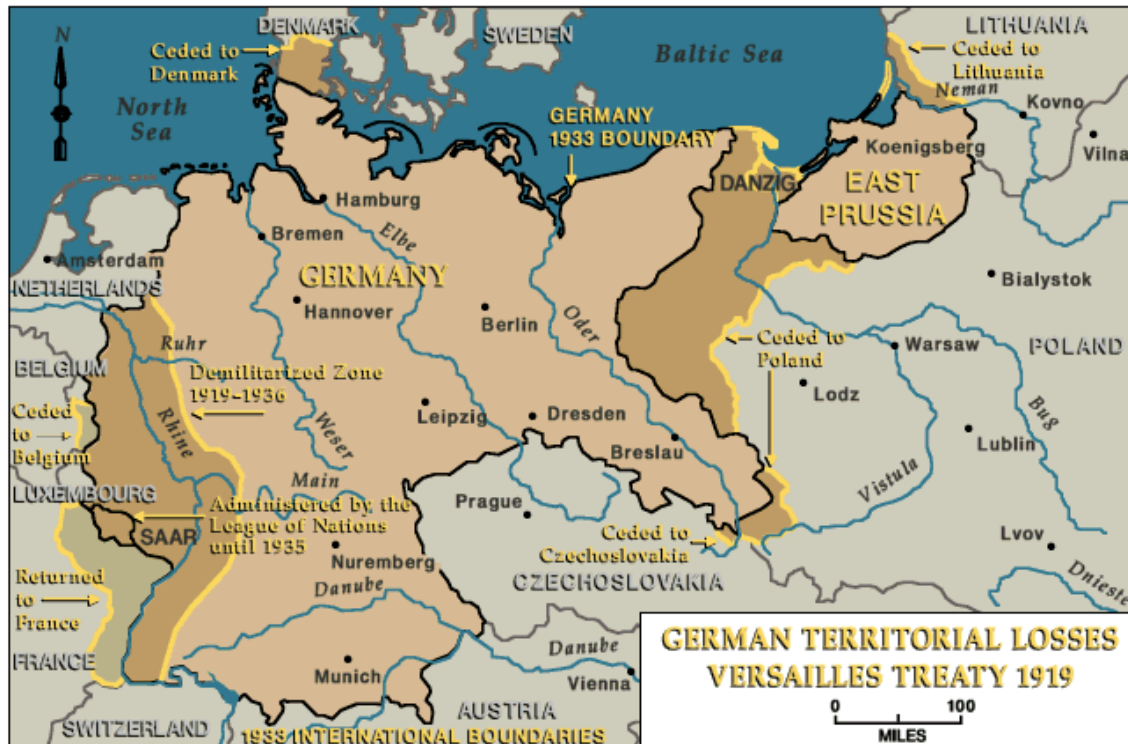 DENMARK
LITHUANIA
N
Ceded to
Denmark
SWEDEN
Baltic Sea
Ceded to
Lithuania
Neman
North
Sea
GERMANY
1933 BOUNDARY
Kovno
Vilna
Koenigsberg
DANZIG
EAST
PRUSSIA
Hamburg
Elbe
Bremen
Amsterdam
NETHERLANDS
GERMANY
Hannover
Berlin
Oder
Bialystok
Ruhr
Ceded to
Poland
Warsaw
POLAND
BELGIUM
Demilitarized Zone
1919-1936
Lodz
Bug
Ceded
to
Belgium
Rhine
Weser
Leipzig
Dresden
Breslau
Lublin
Vistula
Main
LUXEMBOURG
Administered by the
League of Nations
until 1935
SAAR
Prague
Ceded to
Czechoslovakia
Lvov
Nuremberg
Returned
to
France
Danube
CZECHOSLOVAKIA
Dnieste
FRANCE
Munich
Danube
Vienna
SWITZERLAND
AUSTRIA
1933 INTERNATIONAL BOUNDARIES
GERMAN TERRITORIAL LOSSES
VERSAILLES TREATY 1919
0 100
MILES